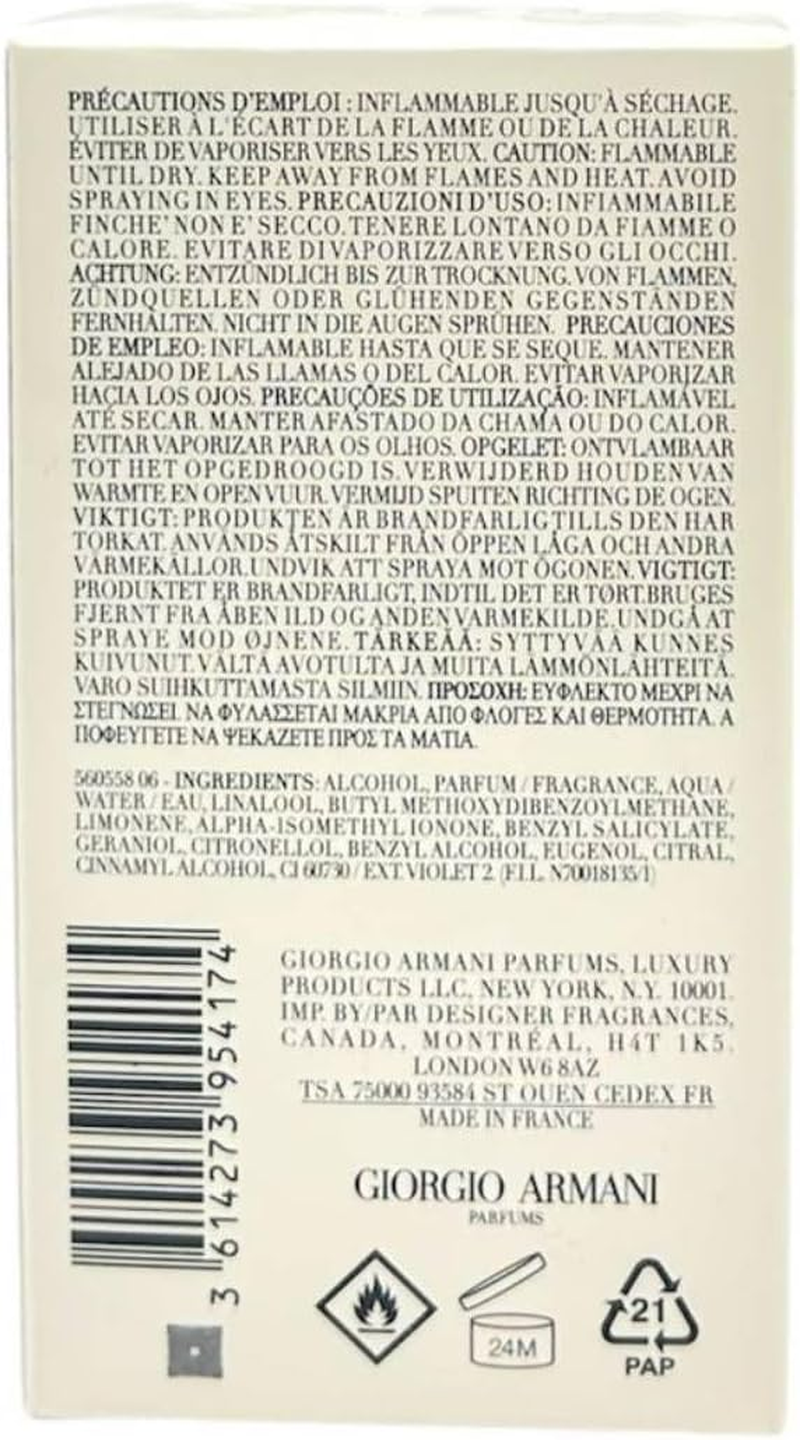 PRÉCAUTIONS D'EMPLOI : INFLAMMABLE JUSQU'À SÉCHAGE.
UTILISER À L'ÉCART DE LA FLAMME OU DE LA CHALEUR.
ÉVITER DE VAPORISER VERS LES YEUX. CAUTION: FLAMMABLE
UNTIL DRY. KEEP AWAY FROM FLAMES AND HEAT. AVOID
SPRAYING IN EYES. PRECAUZIONI D'USO: INFIAMMABILE
FINCHE' NON E' SECCO. TENERE LONTANO DA FIAMME O
CALORE. EVITARE DI VAPORIZZARE VERSO GLI OCCHI.
ACHTUNG: ENTZÜNDLICH BIS ZUR TROCKNUNG. VON FLAMMEN,
ZÜNDQUELLEN ODER GLÜHENDEN GEGENSTÄNDEN
FERNHALTEN. NICHT IN DIE AUGEN SPRÜHEN. PRECAUCIONES
DE EMPLEO: INFLAMABLE HASTA QUE SE SEQUE. MANTENER
ALEJADO DE LAS LLAMAS O DEL CALOR. EVITAR VAPORIZAR
HACIA LOS OJOS. PRECAUÇÕES DE UTILIZAÇÃO: INFLAMÁVEL
ATÉ SECAR. MANTER AFASTADO DA CHAMA OU DO CALOR.
EVITAR VAPORIZAR PARA OS OLHOS. OPGELET: ONTVLAMBAAR
TOT HET OPGEDROOGD IS. VERWIJDERD HOUDEN VAN
WARMTE EN OPEN VUUR. VERMIJD SPUITEN RICHTING DE OGEN.
VIKTIGT: PRODUKTEN ÄR BRANDFARLIG TILLS DEN HAR
TORKAT. ANVÄNDS ÅTSKILT FRÅN ÖPPEN LÅGA OCH ANDRA
VÄRMEKÄLLOR. UNDVIK ATT SPRAYA MOT ÖGONEN. VIGTIGT:
PRODUKTET ER BRANDFARLIGT, INDTIL DET ER TØRT. BRUGES
FJERNT FRA ÅBEN ILD OG ANDEN VARMEKILDE. UNDGÅ AT
SPRAYE MOD ØJNENE. TÄRKEÄÄ: SYTTYVÄÄ KUNNES
KUIVUNUT. VÄLTÄ AVOTULTA JA MUITA LÄMMÖNLÄHTEITÄ.
VARO SUIHKUTTAMASTA SILMIIN. ΠΡΟΣΟΧΗ: ΕΥΦΛΕΚΤΟ ΜΕΧΡΙ ΝΑ
ΣΤΕΓΝΩΣΕΙ. ΝΑ ΦΥΛΑΣΣΕΤΑΙ ΜΑΚΡΙΑ ΑΠΟ ΦΛΟΓΕΣ ΚΑΙ ΘΕΡΜΟΤΗΤΑ. Α
ΠΟΦΕΥΓΕΤΕ ΝΑ ΨΕΚΑΖΕΤΕ ΠΡΟΣ ΤΑ ΜΑΤΙΑ.
560558 06 - INGREDIENTS: ALCOHOL, PARFUM / FRAGRANCE, AQUA /
WATER / EAU, LINALOOL, BUTYL METHOXYDIBENZOYLMETHANE,
LIMONENE, ALPHA-ISOMETHYL IONONE, BENZYL SALICYLATE,
GERANIOL, CITRONELLOL, BENZYL ALCOHOL, EUGENOL, CITRAL,
CINNAMYL ALCOHOL, CI 60730 / EXT. VIOLET 2. (F.I.L. N70018135/1)
3 614273 954174
GIORGIO ARMANI PARFUMS, LUXURY
PRODUCTS LLC, NEW YORK, N.Y. 10001.
IMP. BY/PAR DESIGNER FRAGRANCES,
CANADA, MONTRÉAL, H4T 1K5.
LONDON W6 8AZ
TSA 75000 93584 ST OUEN CEDEX FR
MADE IN FRANCE
GIORGIO ARMANI
PARFUMS
24M
21
PAP